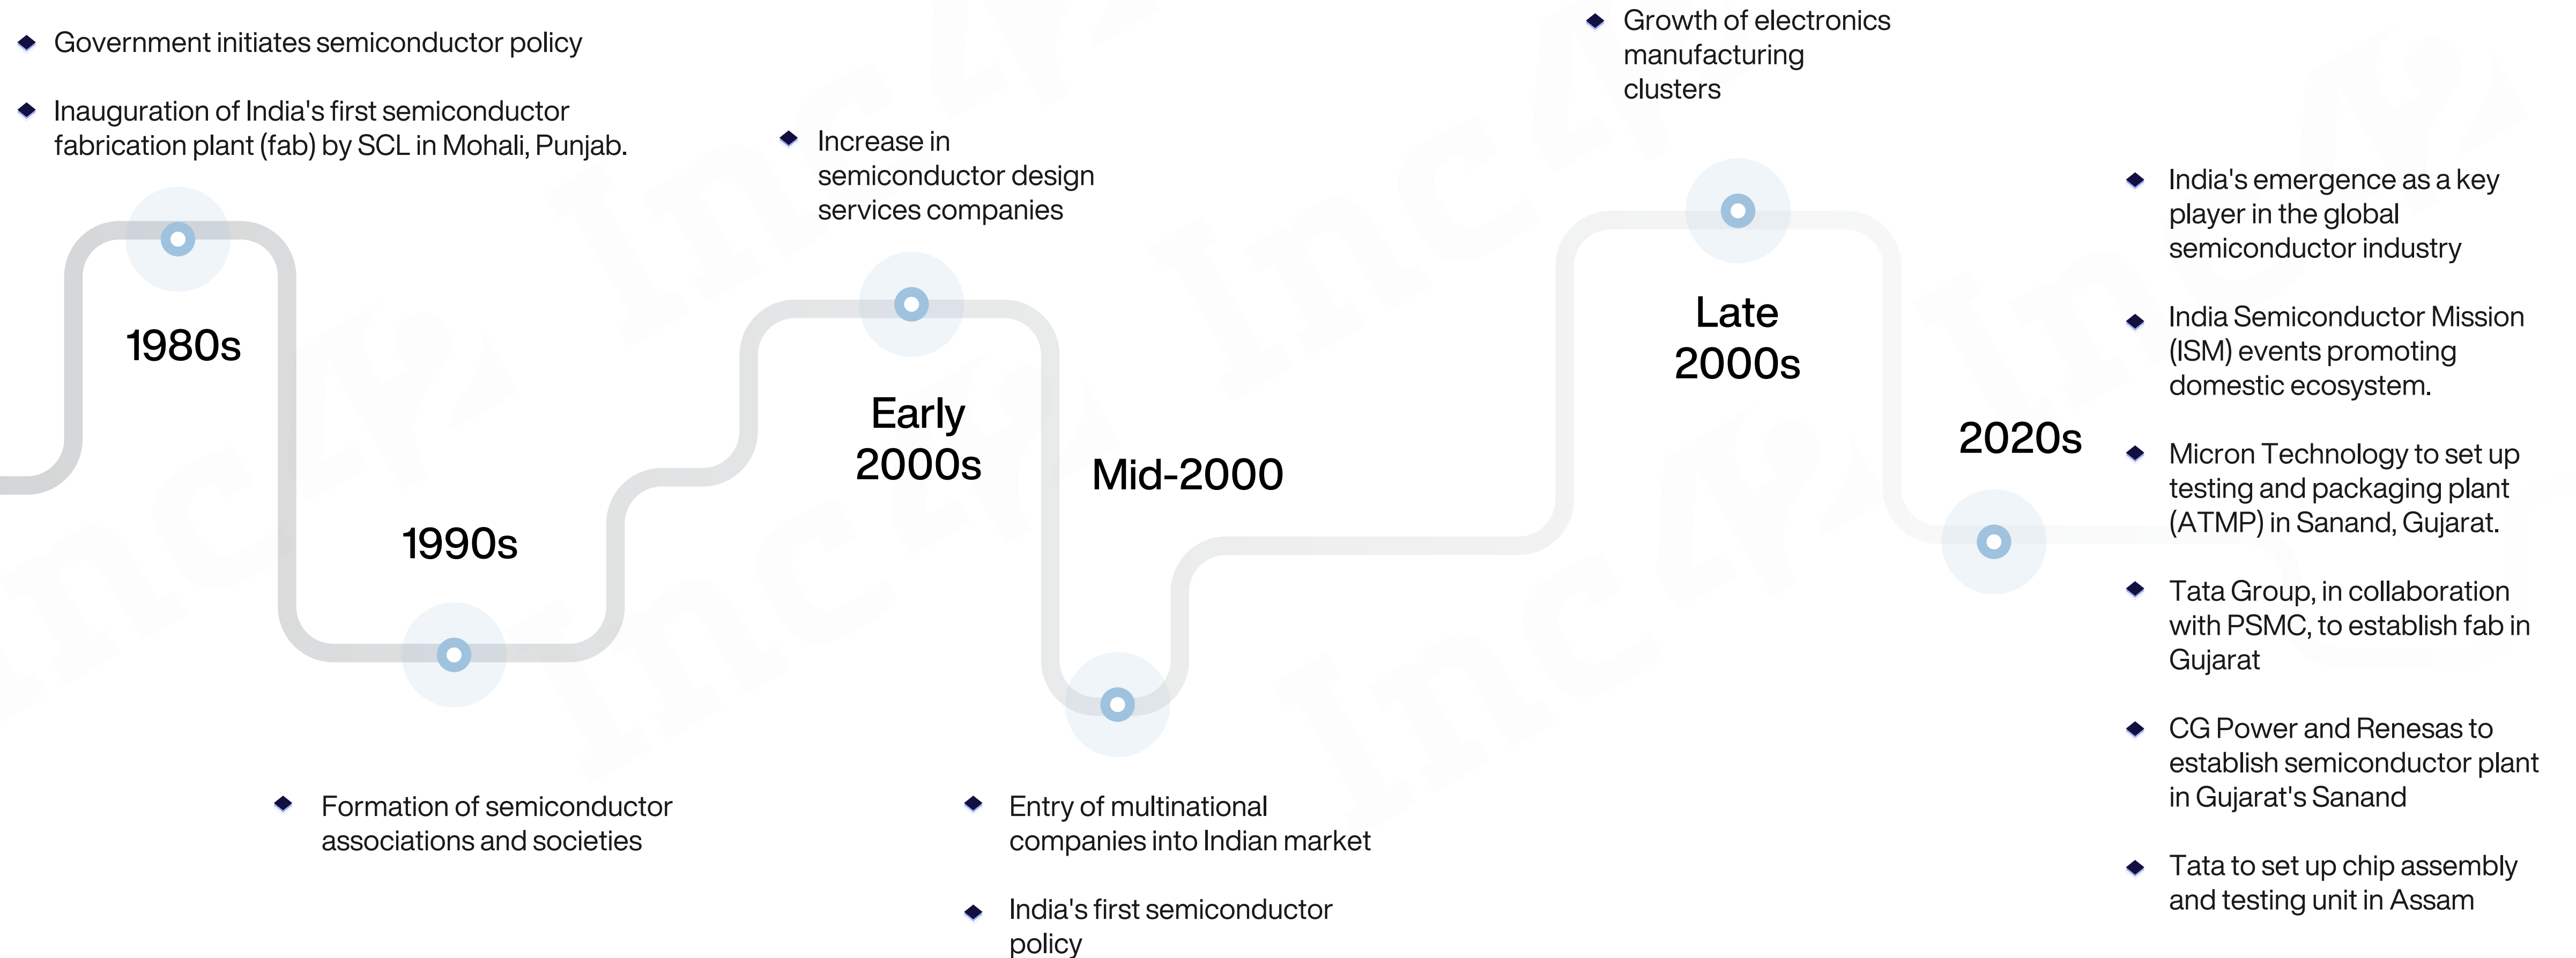 Government initiates semiconductor policy
Inauguration of India's first semiconductor
fabrication plant (fab) by SCL in Mohali, Punjab.
1980s
1990s
Formation of semiconductor
associations and societies
Increase in
semiconductor design
services companies
Early
2000s
Mid-2000
Entry of multinational
companies into Indian market
India's first semiconductor
policy
Growth of electronics
manufacturing
clusters
Late
2000s
2020s
India's emergence as a key
player in the global
semiconductor industry
India Semiconductor Mission
(ISM) events promoting
domestic ecosystem.
Micron Technology to set up
testing and packaging plant
(ATMP) in Sanand, Gujarat.
Tata Group, in collaboration
with PSMC, to establish fab in
Gujarat
CG Power and Renesas to
establish semiconductor plant
in Gujarat's Sanand
Tata to set up chip assembly
and testing unit in Assam
Inc42
Inc42
Inc42
Inc42
Inc42
Inc42